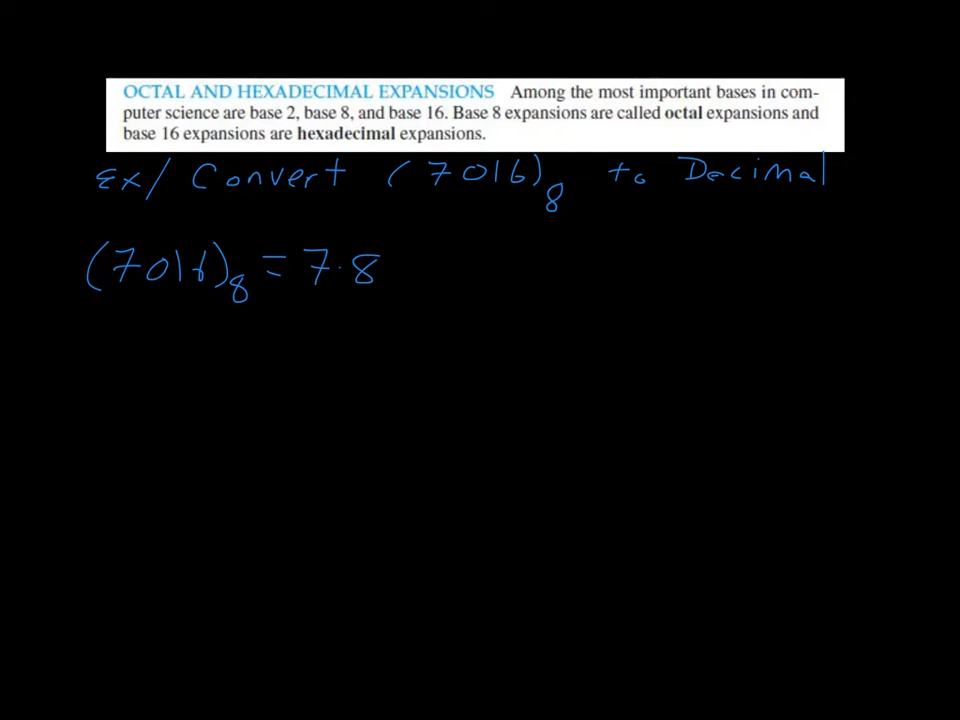 OCTAL AND HEXADECIMAL EXPANSIONS Among the most important bases in com-
puter science are base 2, base 8, and base 16. Base 8 expansions are called octal expansions and
base 16 expansions are hexadecimal expansions.
Ex/ Convert (7016)₈ to Decimal
(7016)₈ = 7·8